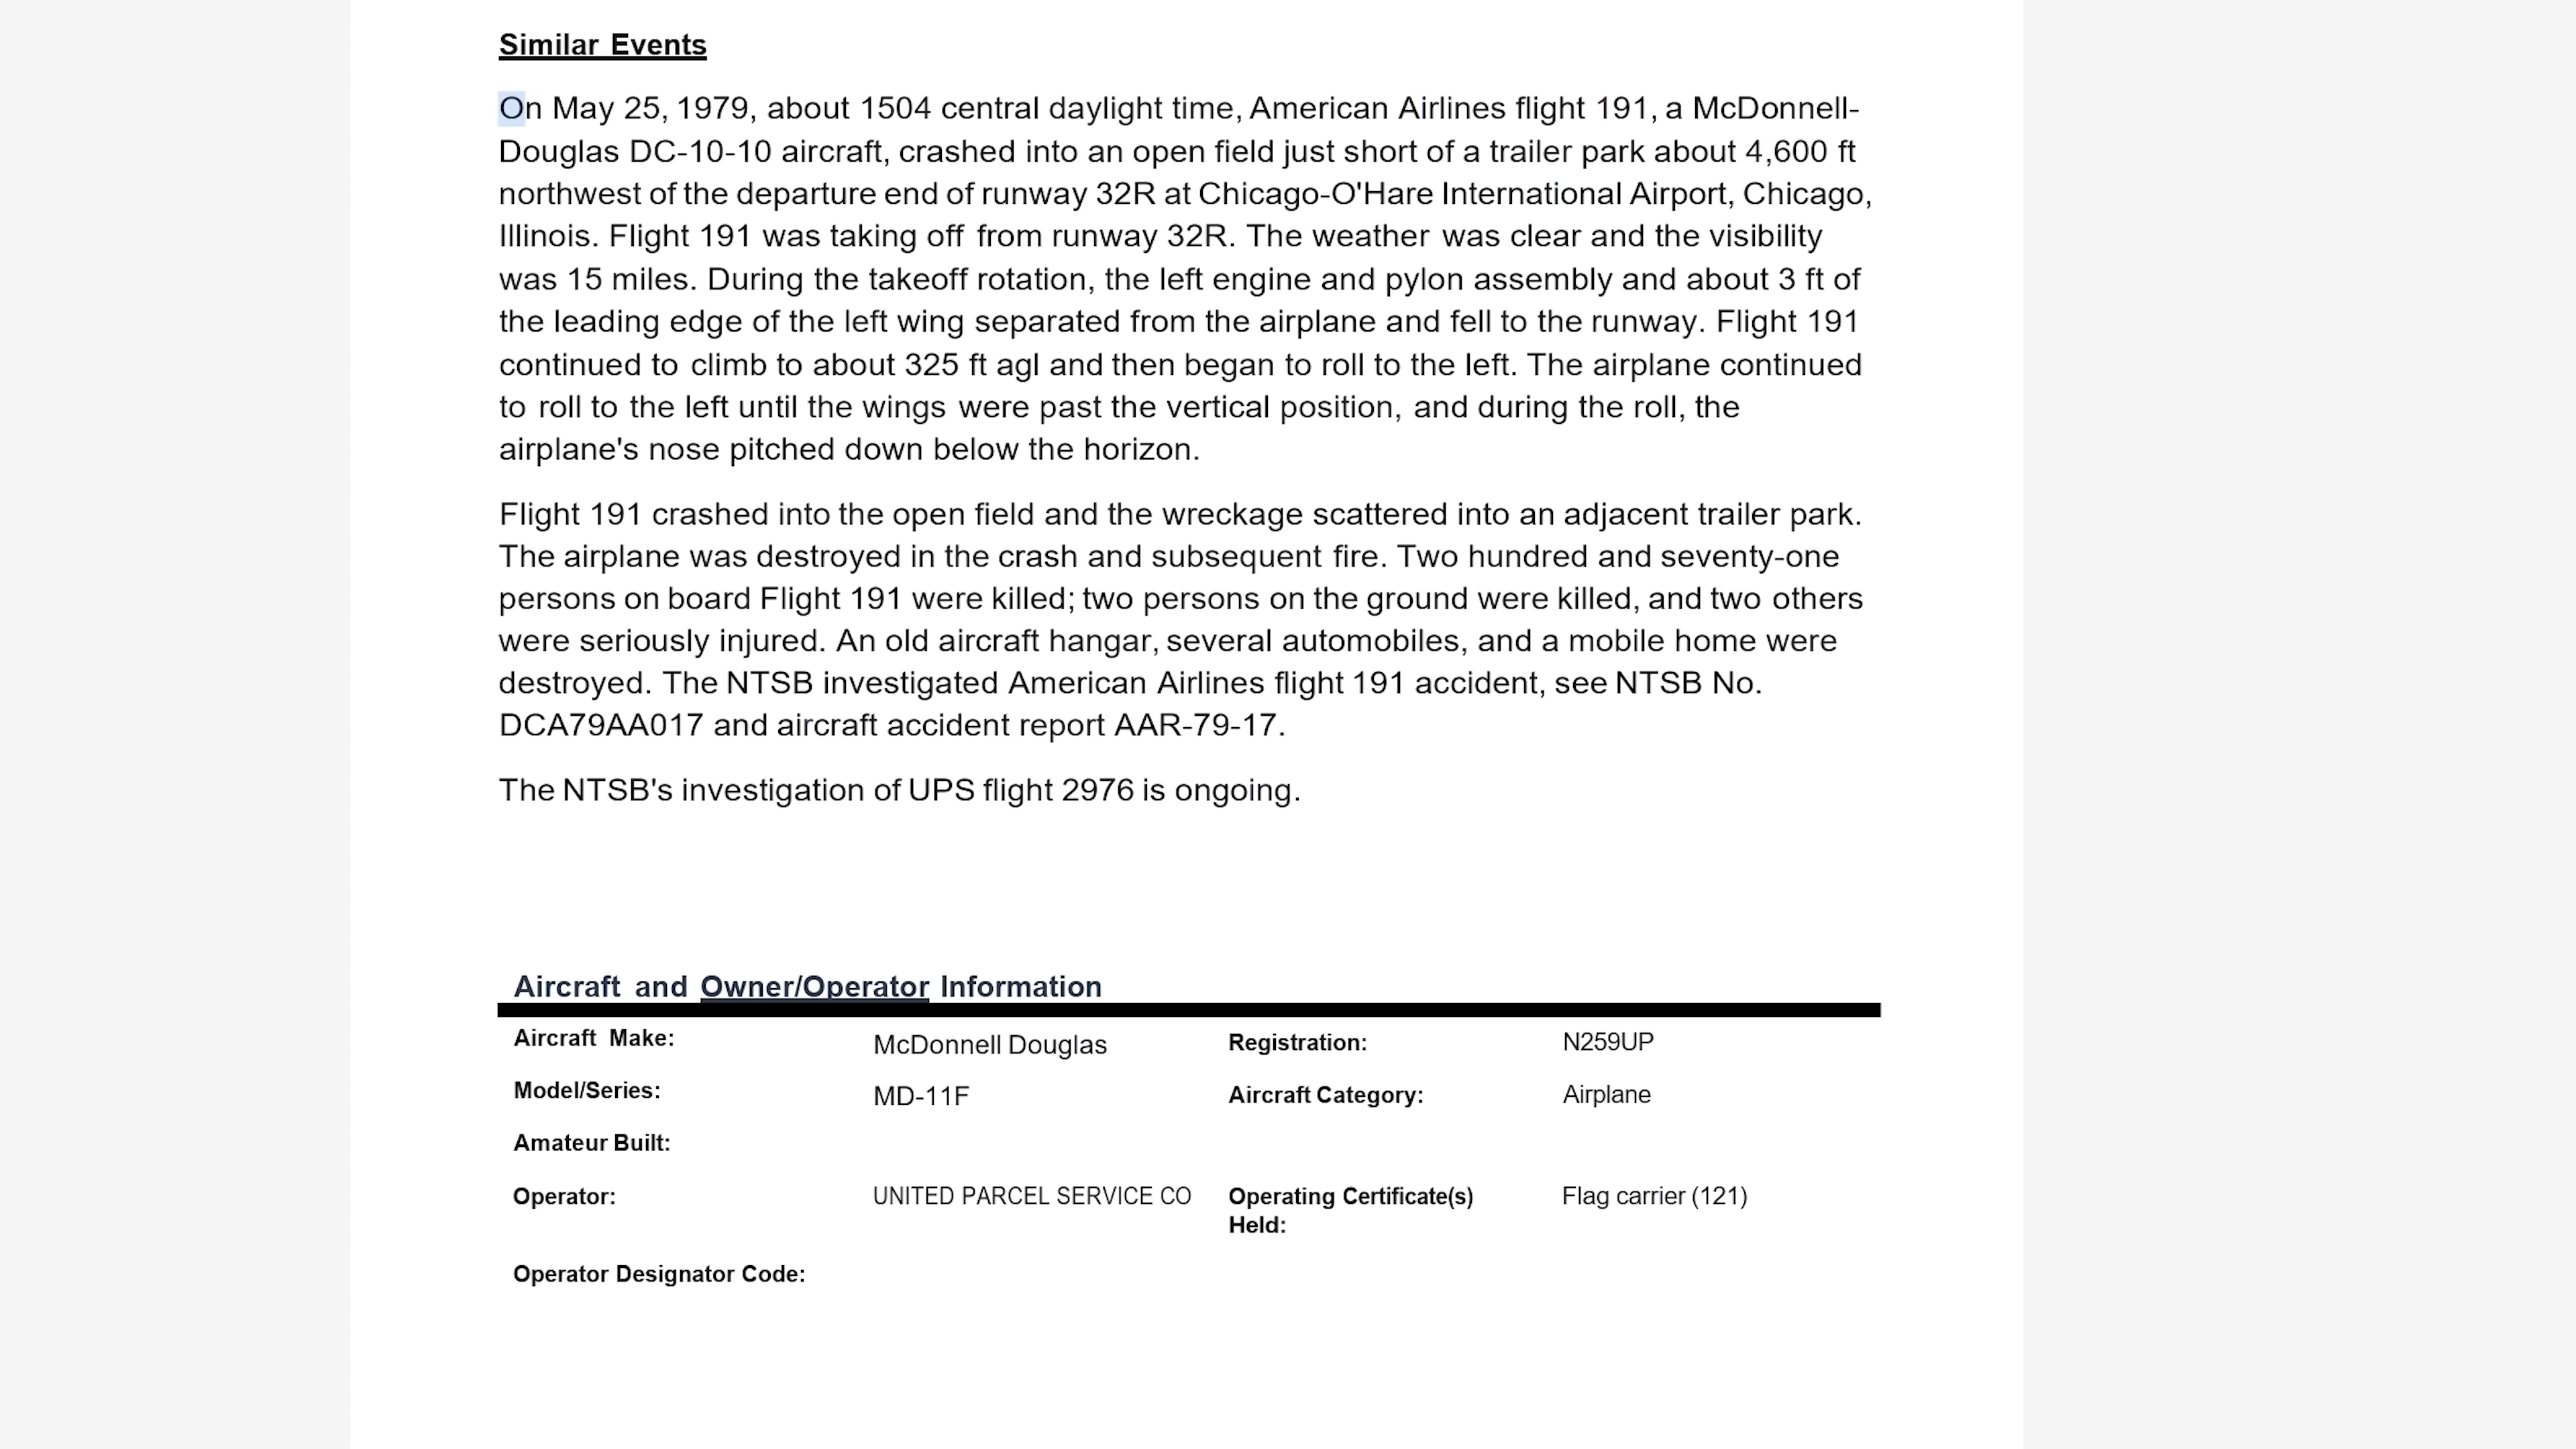 Similar Events
On May 25, 1979, about 1504 central daylight time, American Airlines flight 191, a McDonnell-
Douglas DC-10-10 aircraft, crashed into an open field just short of a trailer park about 4,600 ft
northwest of the departure end of runway 32R at Chicago-O'Hare International Airport, Chicago,
Illinois. Flight 191 was taking off from runway 32R. The weather was clear and the visibility
was 15 miles. During the takeoff rotation, the left engine and pylon assembly and about 3 ft of
the leading edge of the left wing separated from the airplane and fell to the runway. Flight 191
continued to climb to about 325 ft agl and then began to roll to the left. The airplane continued
to roll to the left until the wings were past the vertical position, and during the roll, the
airplane's nose pitched down below the horizon.
Flight 191 crashed into the open field and the wreckage scattered into an adjacent trailer park.
The airplane was destroyed in the crash and subsequent fire. Two hundred and seventy-one
persons on board Flight 191 were killed; two persons on the ground were killed, and two others
were seriously injured. An old aircraft hangar, several automobiles, and a mobile home were
destroyed. The NTSB investigated American Airlines flight 191 accident, see NTSB No.
DCA79AA017 and aircraft accident report AAR-79-17.
The NTSB's investigation of UPS flight 2976 is ongoing.
Aircraft and Owner/Operator Information
Aircraft Make: McDonnell Douglas Registration: N259UP
Model/Series: MD-11F Aircraft Category: Airplane
Amateur Built:
Operator: UNITED PARCEL SERVICE CO Operating Certificate(s) Flag carrier (121)
Held:
Operator Designator Code: